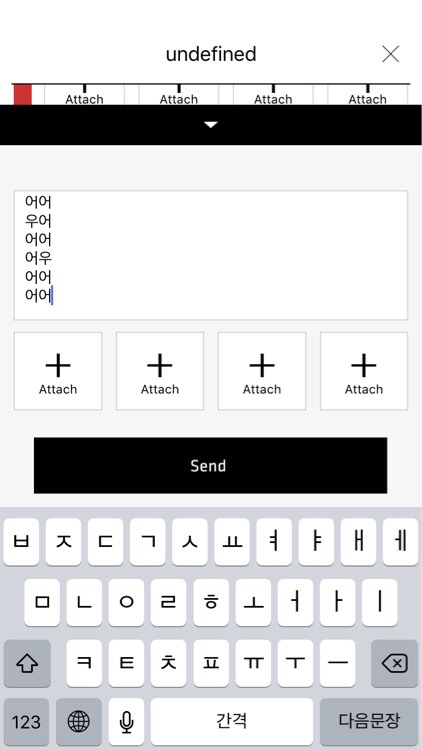 undefined
Attach Attach Attach Attach
어어
우어
어어
어우
어어
어어
Attach Attach Attach Attach
Send
ㅂ ㅈ ㄷ ㄱ ㅅ ㅛ ㅕ ㅑ ㅐ ㅔ
ㅁ ㄴ ㅇ ㄹ ㅎ ㅗ ㅓ ㅏ ㅣ
ㅋ ㅌ ㅊ ㅍ ㅠ ㅜ ㅡ
123 간격 다음문장